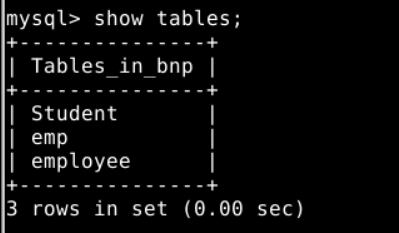 mysql> show tables;
+---------------+
| Tables_in_bnp |
+---------------+
| Student       |
| emp           |
| employee      |
+---------------+
3 rows in set (0.00 sec)